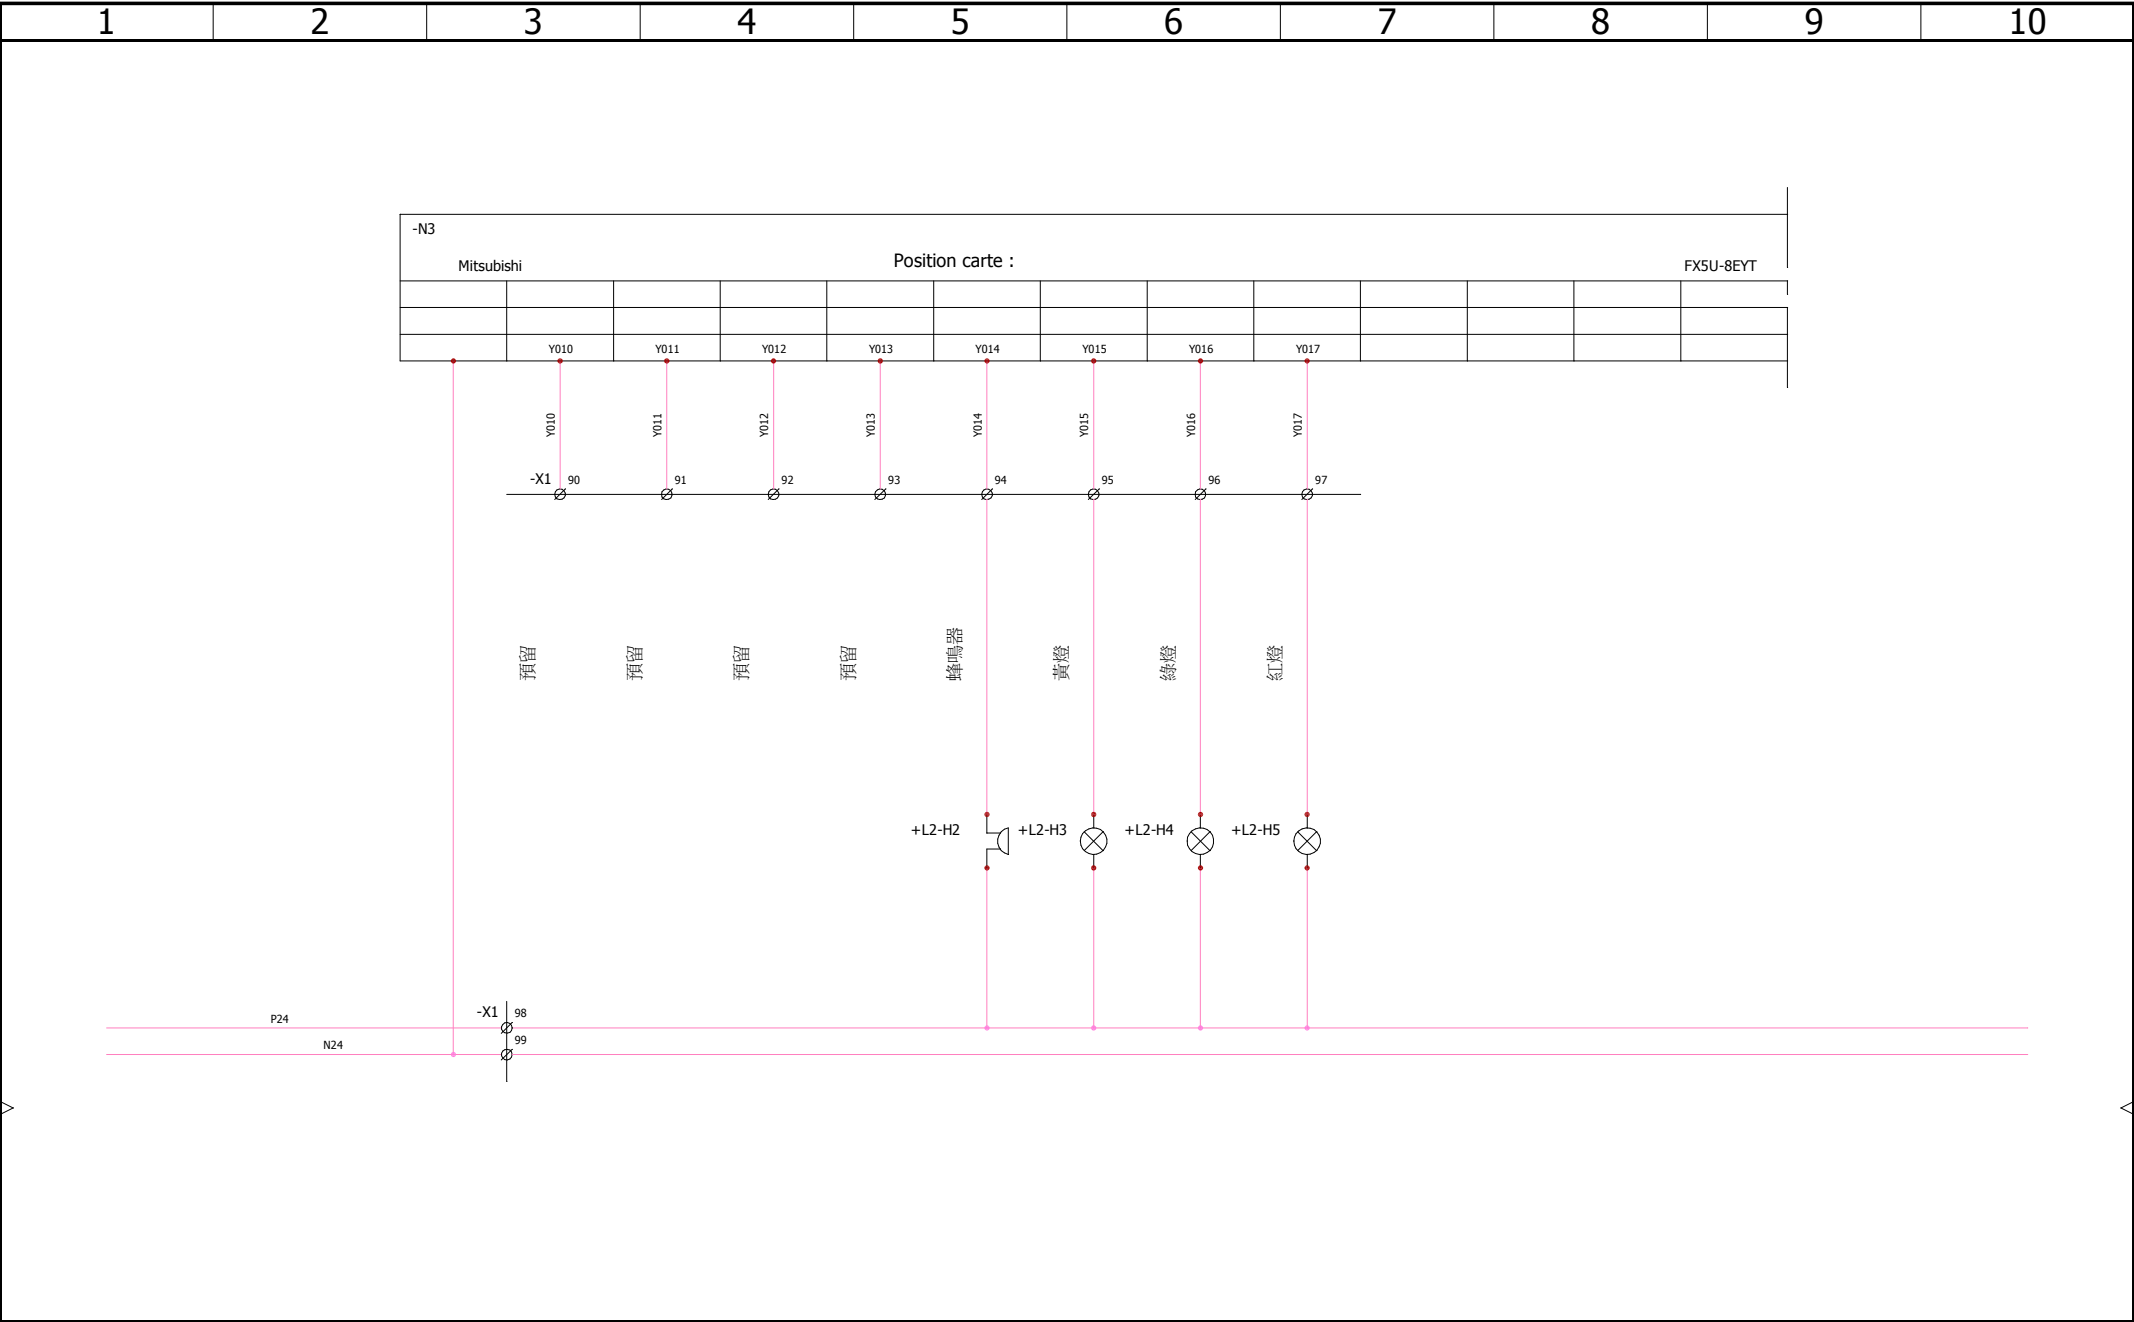 1 2 3 4 5 6 7 8 9 10
-N3
Mitsubishi Position carte : FX5U-8EYT
Y010 Y011 Y012 Y013 Y014 Y015 Y016 Y017
Y010 Y011 Y012 Y013 Y014 Y015 Y016 Y017
-X1 90 91 92 93 94 95 96 97
預留 預留 預留 預留 蜂鳴器 黃燈 綠燈 紅燈
+L2-H2 +L2-H3 +L2-H4 +L2-H5
-X1 98
P24
99
N24